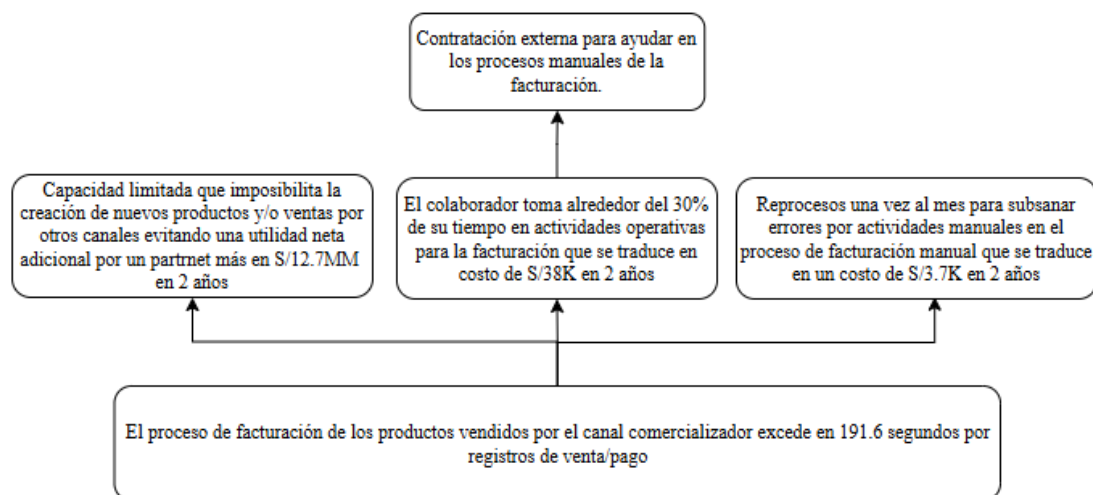 Contratación externa para ayudar en
los procesos manuales de la
facturación.
Capacidad limitada que imposibilita la
creación de nuevos productos y/o ventas por
otros canales evitando una utilidad neta
adicional por un partrnet más en S/12.7MM
en 2 años
El colaborador toma alrededor del 30%
de su tiempo en actividades operativas
para la facturación que se traduce en
costo de S/38K en 2 años
Reprocesos una vez al mes para subsanar
errores por actividades manuales en el
proceso de facturación manual que se traduce
en un costo de S/3.7K en 2 años
El proceso de facturación de los productos vendidos por el canal comercializador excede en 191.6 segundos por
registros de venta/pago